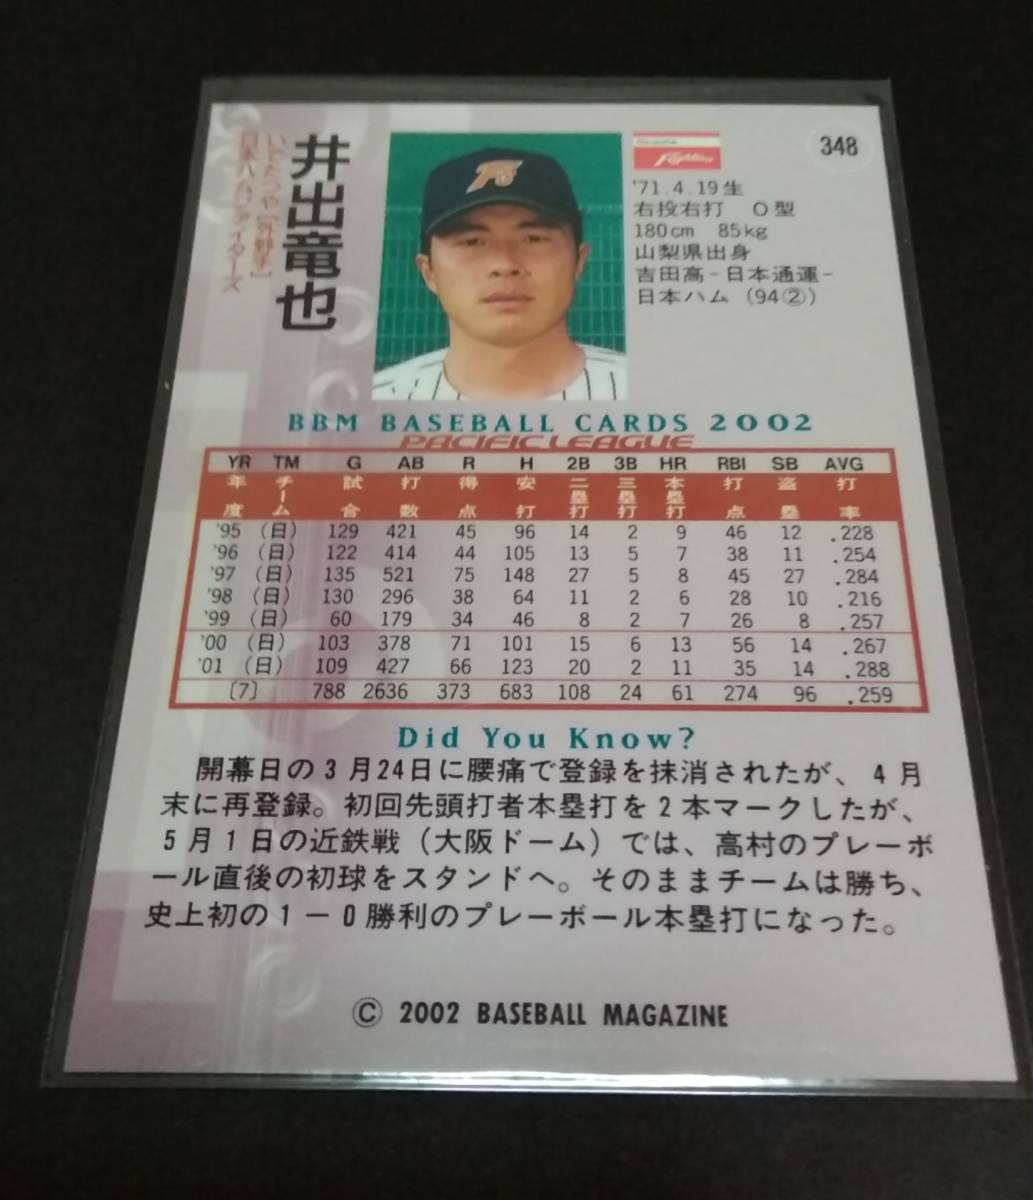 348
井出竜也
いでたつや［外野手］
日本ハムファイターズ
Fighters
'71.4.19生
右投右打 O型
180cm 85kg
山梨県出身
吉田高-日本通運-
日本ハム（94②）
BBM BASEBALL CARDS 2002
PACIFIC LEAGUE
YR TM G AB R H 2B 3B HR RBI SB AVG
年度 チーム 試合 打数 得点 安打 二塁打 三塁打 本塁打 打点 盗塁 打率
'95 （日） 129 421 45 96 14 2 9 46 12 .228
'96 （日） 122 414 44 105 13 5 7 38 11 .254
'97 （日） 135 521 75 148 27 5 8 45 27 .284
'98 （日） 130 296 38 64 11 2 6 28 10 .216
'99 （日） 60 179 34 46 8 2 7 26 8 .257
'00 （日） 103 378 71 101 15 6 13 56 14 .267
'01 （日） 109 427 66 123 20 2 11 35 14 .288
〔7〕 788 2636 373 683 108 24 61 274 96 .259
Did You Know?
開幕日の3月24日に腰痛で登録を抹消されたが、4月
末に再登録。初回先頭打者本塁打を2本マークしたが、
5月1日の近鉄戦（大阪ドーム）では、高村のプレーボ
ール直後の初球をスタンドへ。そのままチームは勝ち、
史上初の1－0勝利のプレーボール本塁打になった。
© 2002 BASEBALL MAGAZINE